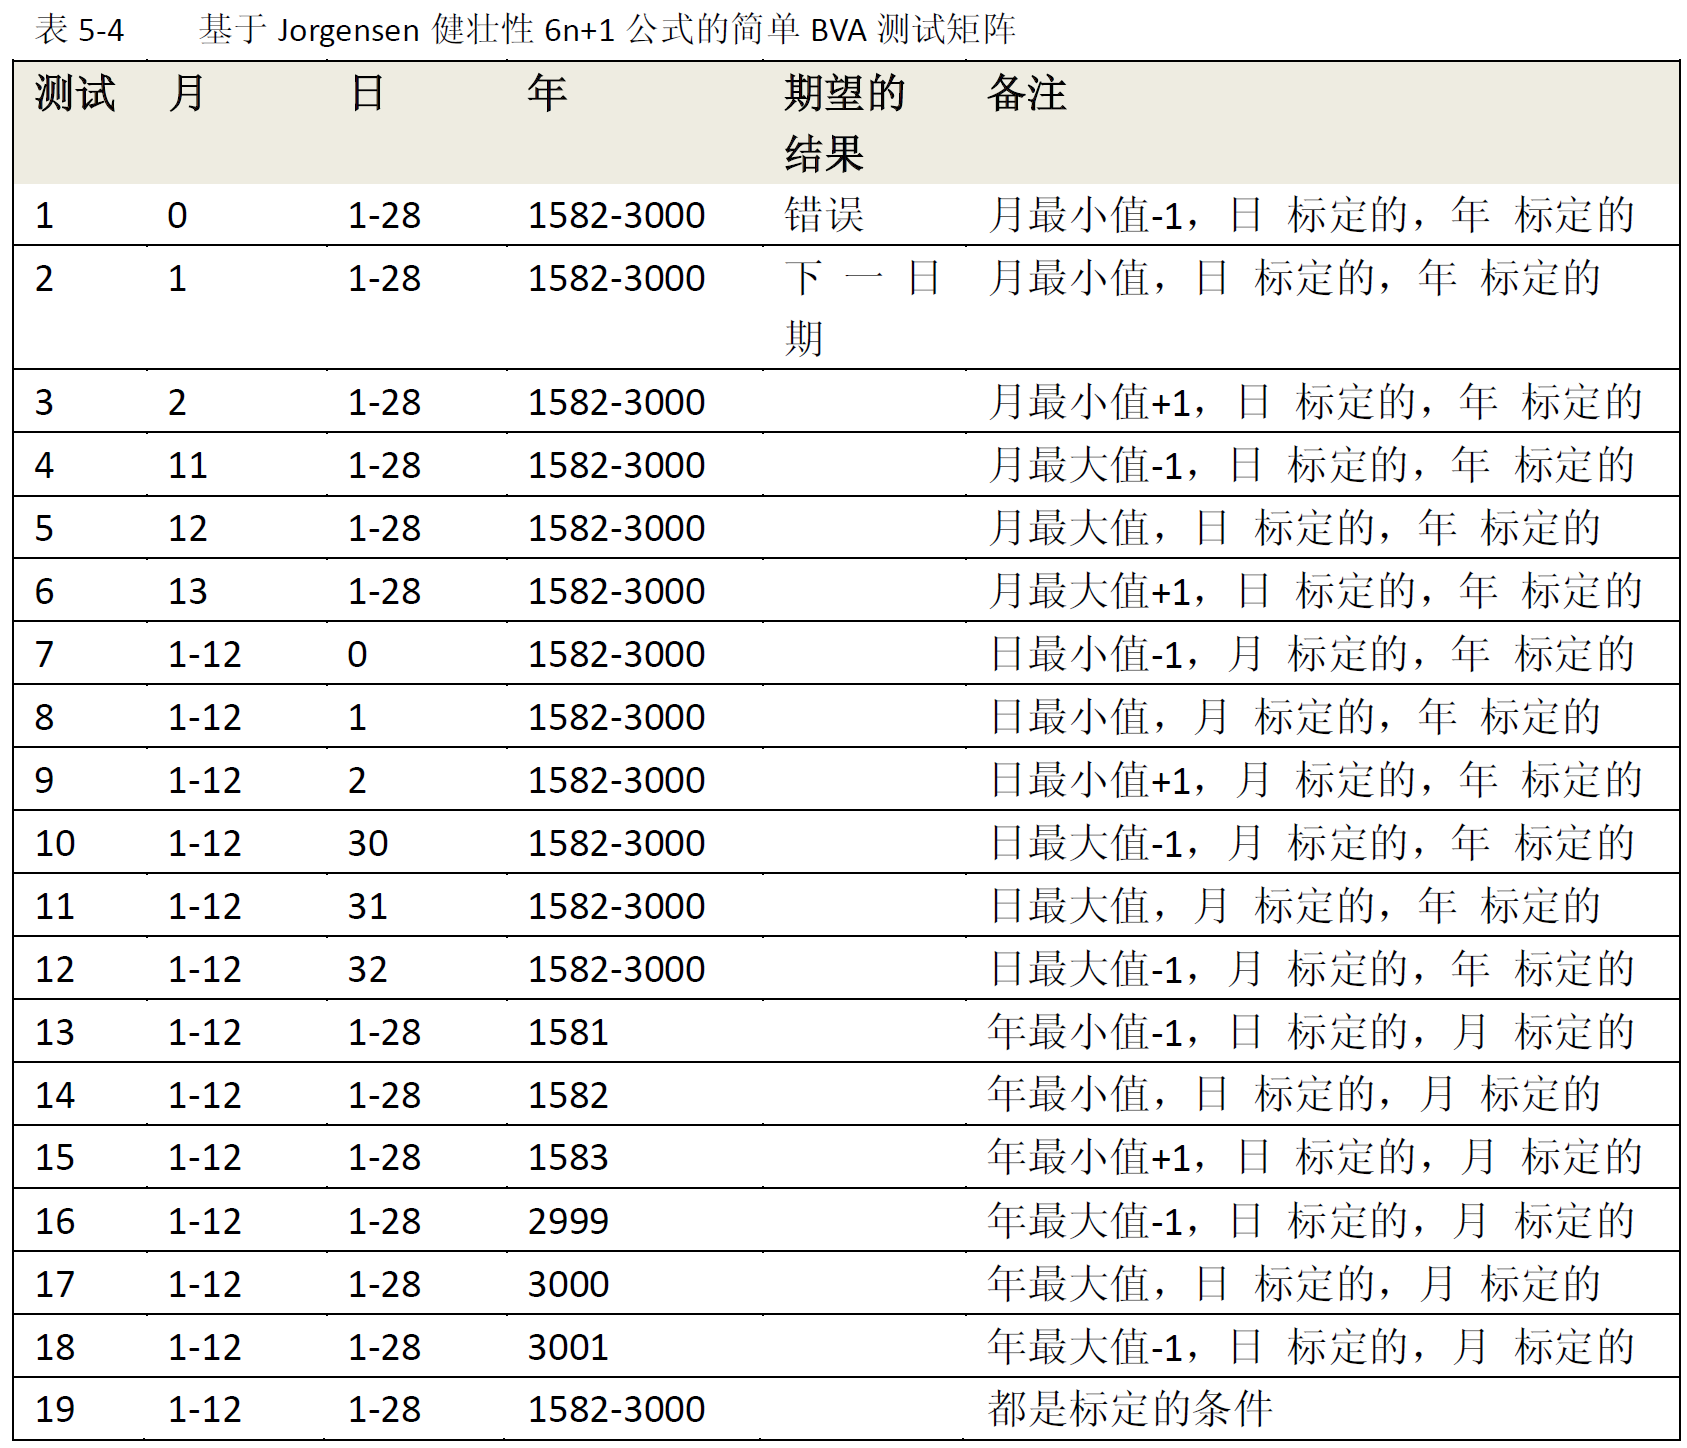 表 5-4 基于 Jorgensen 健壮性 6n+1 公式的简单 BVA 测试矩阵
测试 月 日 年 期望的 备注
结果
1 0 1-28 1582-3000 错误 月最小值-1，日 标定的，年 标定的
2 1 1-28 1582-3000 下 一 日 月最小值，日 标定的，年 标定的
期
3 2 1-28 1582-3000 月最小值+1，日 标定的，年 标定的
4 11 1-28 1582-3000 月最大值-1，日 标定的，年 标定的
5 12 1-28 1582-3000 月最大值，日 标定的，年 标定的
6 13 1-28 1582-3000 月最大值+1，日 标定的，年 标定的
7 1-12 0 1582-3000 日最小值-1，月 标定的，年 标定的
8 1-12 1 1582-3000 日最小值，月 标定的，年 标定的
9 1-12 2 1582-3000 日最小值+1，月 标定的，年 标定的
10 1-12 30 1582-3000 日最大值-1，月 标定的，年 标定的
11 1-12 31 1582-3000 日最大值，月 标定的，年 标定的
12 1-12 32 1582-3000 日最大值-1，月 标定的，年 标定的
13 1-12 1-28 1581 年最小值-1，日 标定的，月 标定的
14 1-12 1-28 1582 年最小值，日 标定的，月 标定的
15 1-12 1-28 1583 年最小值+1，日 标定的，月 标定的
16 1-12 1-28 2999 年最大值-1，日 标定的，月 标定的
17 1-12 1-28 3000 年最大值，日 标定的，月 标定的
18 1-12 1-28 3001 年最大值-1，日 标定的，月 标定的
19 1-12 1-28 1582-3000 都是标定的条件